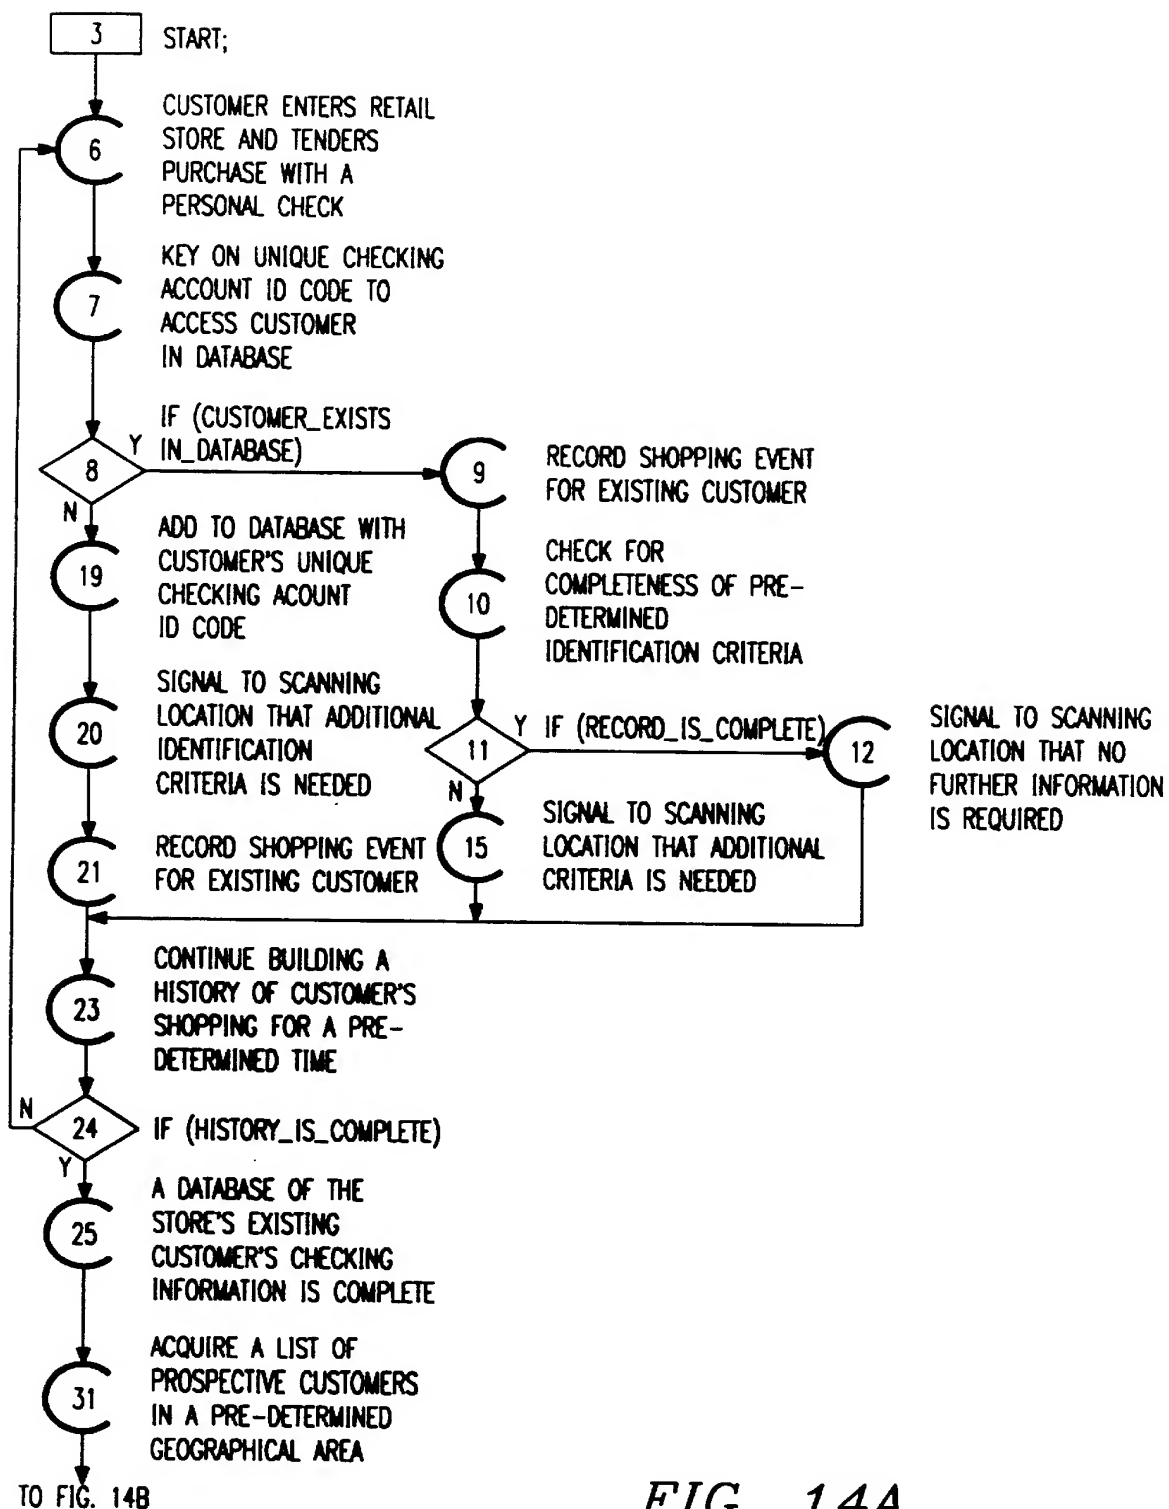 3
START;
6
CUSTOMER ENTERS RETAIL
STORE AND TENDERS
PURCHASE WITH A
PERSONAL CHECK
7
KEY ON UNIQUE CHECKING
ACCOUNT ID CODE TO
ACCESS CUSTOMER
IN DATABASE
8
Y
N
IF (CUSTOMER_EXISTS
IN_DATABASE)
9
RECORD SHOPPING EVENT
FOR EXISTING CUSTOMER
19
ADD TO DATABASE WITH
CUSTOMER'S UNIQUE
CHECKING ACOUNT
ID CODE
10
CHECK FOR
COMPLETENESS OF PRE-
DETERMINED
IDENTIFICATION CRITERIA
20
SIGNAL TO SCANNING
LOCATION THAT ADDITIONAL
IDENTIFICATION
CRITERIA IS NEEDED
11
Y
N
IF (RECORD_IS_COMPLETE)
12
SIGNAL TO SCANNING
LOCATION THAT NO
FURTHER INFORMATION
IS REQUIRED
21
RECORD SHOPPING EVENT
FOR EXISTING CUSTOMER
15
SIGNAL TO SCANNING
LOCATION THAT ADDITIONAL
CRITERIA IS NEEDED
23
CONTINUE BUILDING A
HISTORY OF CUSTOMER'S
SHOPPING FOR A PRE-
DETERMINED TIME
N
24
Y
IF (HISTORY_IS_COMPLETE)
25
A DATABASE OF THE
STORE'S EXISTING
CUSTOMER'S CHECKING
INFORMATION IS COMPLETE
31
ACQUIRE A LIST OF
PROSPECTIVE CUSTOMERS
IN A PRE-DETERMINED
GEOGRAPHICAL AREA
TO FIG. 14B
FIG. 14A